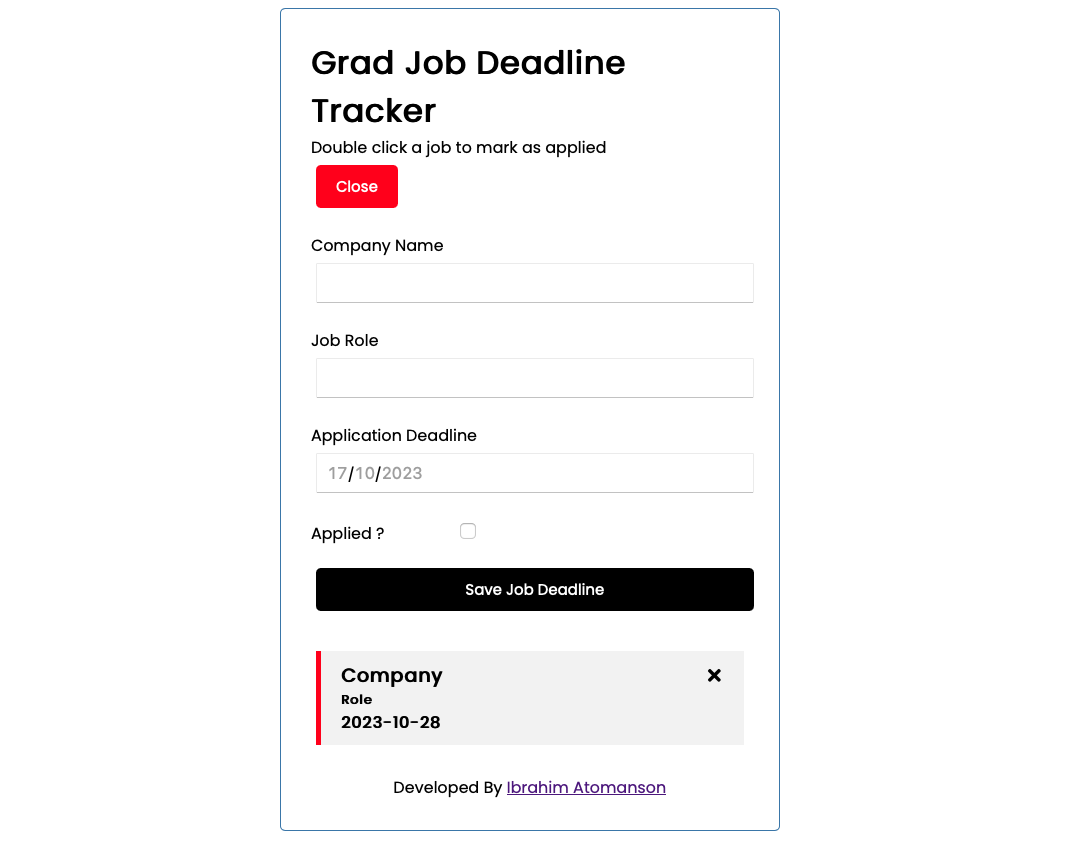 Grad Job Deadline
Tracker
Double click a job to mark as applied
Close
Company Name
Job Role
Application Deadline
17/10/2023
Applied ?
Save Job Deadline
Company
Role
2023-10-28
Developed By Ibrahim Atomanson